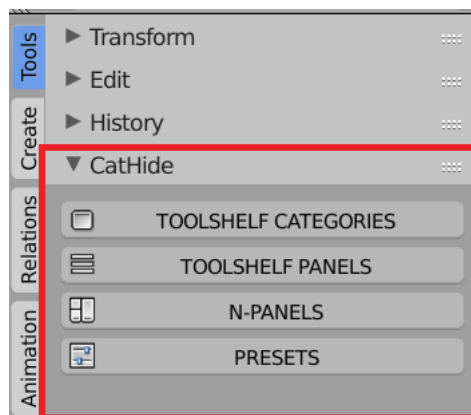 Tools
Create
Relations
Animation
Transform
Edit
History
CatHide
TOOLSHELF CATEGORIES
TOOLSHELF PANELS
N-PANELS
PRESETS